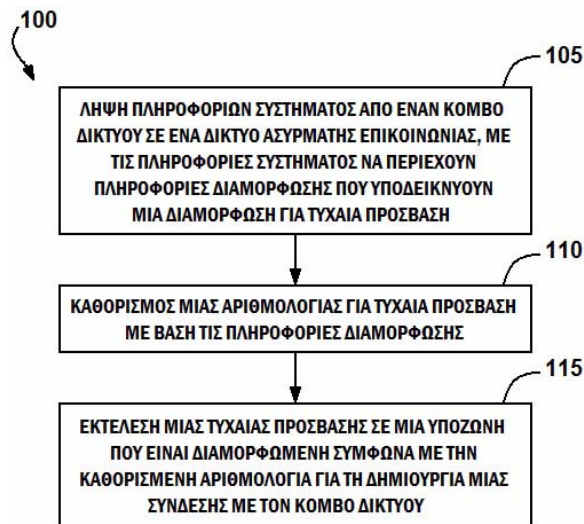 100
105
ΛΗΨΗ ΠΛΗΡΟΦΟΡΙΩΝ ΣΥΣΤΗΜΑΤΟΣ ΑΠΟ ΕΝΑΝ ΚΟΜΒΟ
ΔΙΚΤΥΟΥ ΣΕ ΕΝΑ ΔΙΚΤΥΟ ΑΣΥΡΜΑΤΗΣ ΕΠΙΚΟΙΝΩΝΙΑΣ, ΜΕ
ΤΙΣ ΠΛΗΡΟΦΟΡΙΕΣ ΣΥΣΤΗΜΑΤΟΣ ΝΑ ΠΕΡΙΕΧΟΥΝ
ΠΛΗΡΟΦΟΡΙΕΣ ΔΙΑΜΟΡΦΩΣΗΣ ΠΟΥ ΥΠΟΔΕΙΚΝΥΟΥΝ
ΜΙΑ ΔΙΑΜΟΡΦΩΣΗ ΓΙΑ ΤΥΧΑΙΑ ΠΡΟΣΒΑΣΗ
110
ΚΑΘΟΡΙΣΜΟΣ ΜΙΑΣ ΑΡΙΘΜΟΛΟΓΙΑΣ ΓΙΑ ΤΥΧΑΙΑ ΠΡΟΣΒΑΣΗ
ΜΕ ΒΑΣΗ ΤΙΣ ΠΛΗΡΟΦΟΡΙΕΣ ΔΙΑΜΟΡΦΩΣΗΣ
115
ΕΚΤΕΛΕΣΗ ΜΙΑΣ ΤΥΧΑΙΑΣ ΠΡΟΣΒΑΣΗΣ ΣΕ ΜΙΑ ΥΠΟΖΩΝΗ
ΠΟΥ ΕΙΝΑΙ ΔΙΑΜΟΡΦΩΜΕΝΗ ΣΥΜΦΩΝΑ ΜΕ ΤΗΝ
ΚΑΘΟΡΙΣΜΕΝΗ ΑΡΙΘΜΟΛΟΓΙΑ ΓΙΑ ΤΗ ΔΗΜΙΟΥΡΓΙΑ ΜΙΑΣ
ΣΥΝΔΕΣΗΣ ΜΕ ΤΟΝ ΚΟΜΒΟ ΔΙΚΤΥΟΥ